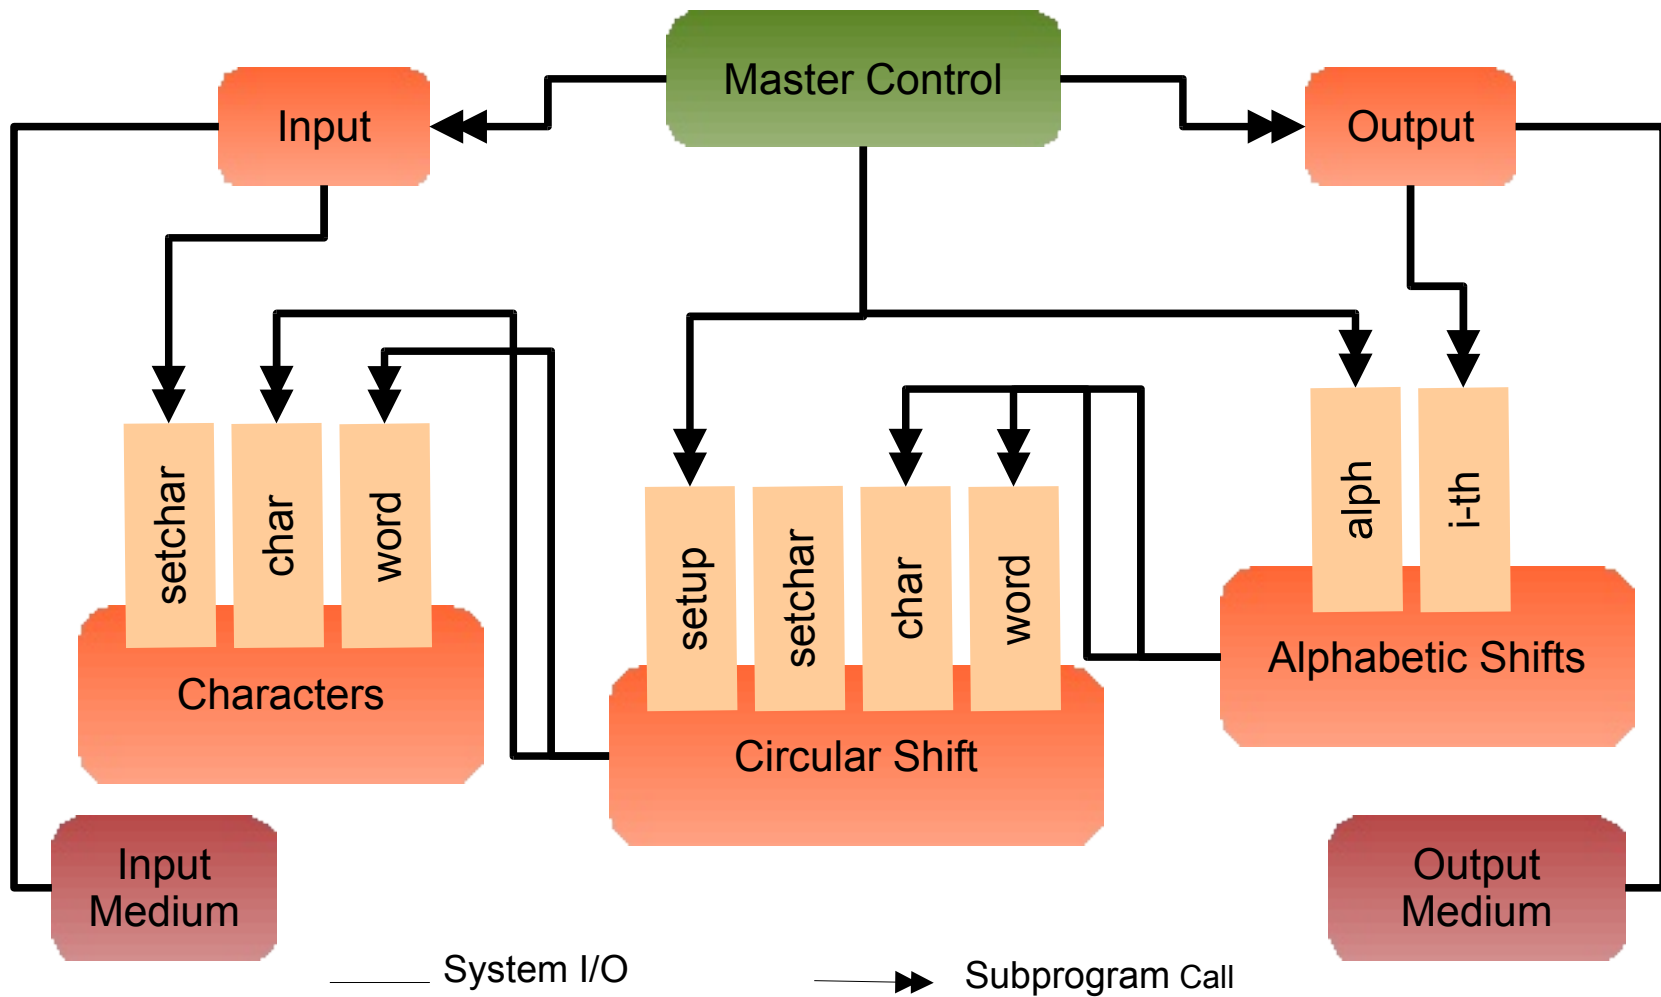 Master Control
Input
Output
setchar
char
word
setup
setchar
char
word
alph
i-th
Characters
Circular Shift
Alphabetic Shifts
Input
Medium
Output
Medium
System I/O
Subprogram Call